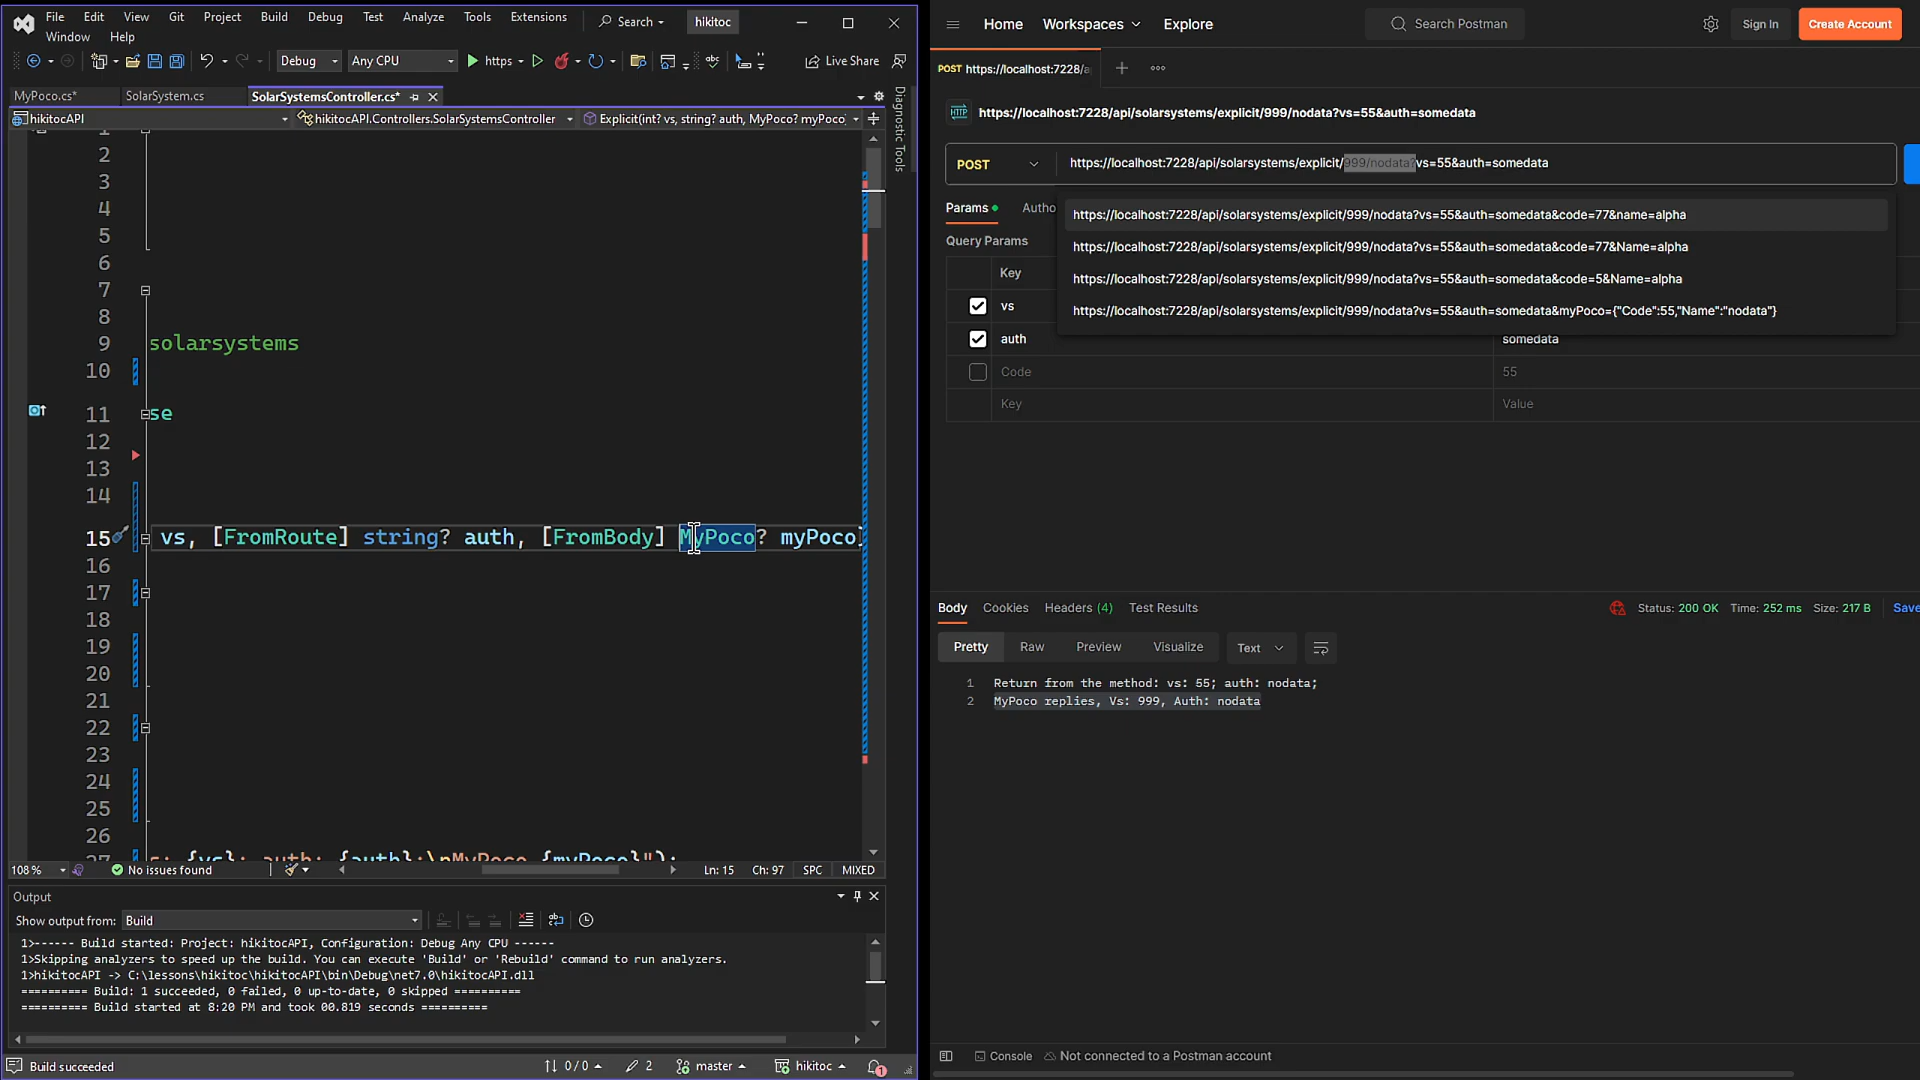 File Edit View Git Project Build Debug Test Analyze Tools Extensions Search hikitoc
Window Help
Debug Any CPU https Live Share
MyPoco.cs* SolarSystem.cs SolarSystemsController.cs*
hikitocAPI hikitocAPI.Controllers.SolarSystemsController Explicit(int? vs, string? auth, MyPoco? myPoco)
Diagnostic Tools
2
3
4
5
6
7
8
9 solarsystems
10
11 se
12
13
14
15 vs, [FromRoute] string? auth, [FromBody] MyPoco? myPoco
16
17
18
19
20
21
22
23
24
25
26
27 s: {vs}; auth: {auth};\nMyPoco {myPoco}");
108 % No issues found Ln: 15 Ch: 97 SPC MIXED
Output
Show output from: Build
1>------ Build started: Project: hikitocAPI, Configuration: Debug Any CPU ------
1>Skipping analyzers to speed up the build. You can execute 'Build' or 'Rebuild' command to run analyzers.
1>hikitocAPI -> C:\lessons\hikitoc\hikitocAPI\bin\Debug\net7.0\hikitocAPI.dll
========== Build: 1 succeeded, 0 failed, 0 up-to-date, 0 skipped ==========
========== Build started at 8:20 PM and took 00.819 seconds ==========
Build succeeded 0 / 0 2 master hikitoc 1
Home Workspaces Explore Search Postman Sign In Create Account
POST https://localhost:7228/a
HTTP https://localhost:7228/api/solarsystems/explicit/999/nodata?vs=55&auth=somedata
POST https://localhost:7228/api/solarsystems/explicit/999/nodata?vs=55&auth=somedata
Params Autho
https://localhost:7228/api/solarsystems/explicit/999/nodata?vs=55&auth=somedata&code=77&name=alpha
Query Params
https://localhost:7228/api/solarsystems/explicit/999/nodata?vs=55&auth=somedata&code=77&Name=alpha
Key
https://localhost:7228/api/solarsystems/explicit/999/nodata?vs=55&auth=somedata&code=5&Name=alpha
vs
https://localhost:7228/api/solarsystems/explicit/999/nodata?vs=55&auth=somedata&myPoco={"Code":55,"Name":"nodata"}
auth somedata
Code 55
Key Value
Body Cookies Headers (4) Test Results Status: 200 OK Time: 252 ms Size: 217 B Save
Pretty Raw Preview Visualize Text
1 Return from the method: vs: 55; auth: nodata;
2 MyPoco replies, Vs: 999, Auth: nodata
Console Not connected to a Postman account